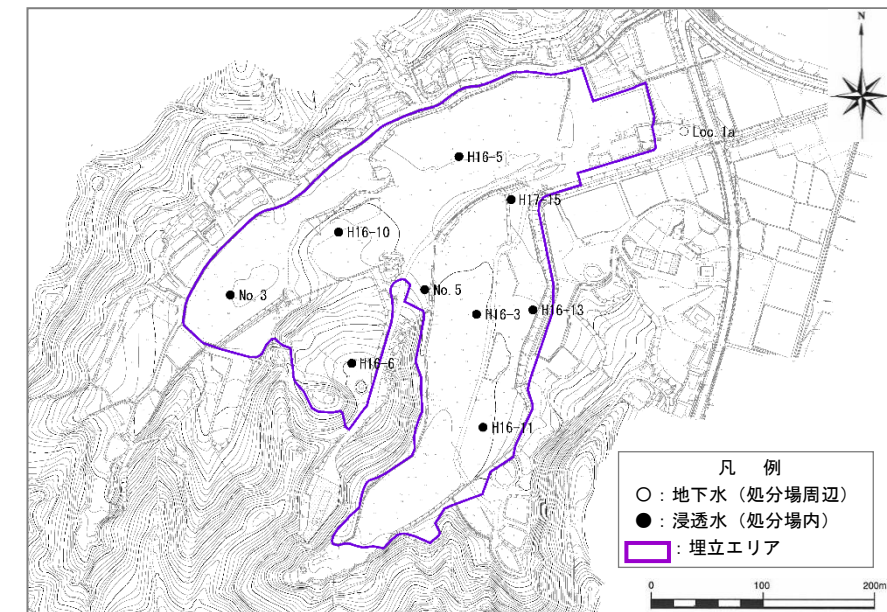 N
Loc.1a
H16-5
H17-15
H16-10
No.3
No.5
H16-3
H16-13
H16-6
H16-11
凡 例
○：地下水（処分場周辺）
●：浸透水（処分場内）
：埋立エリア
0 100 200m